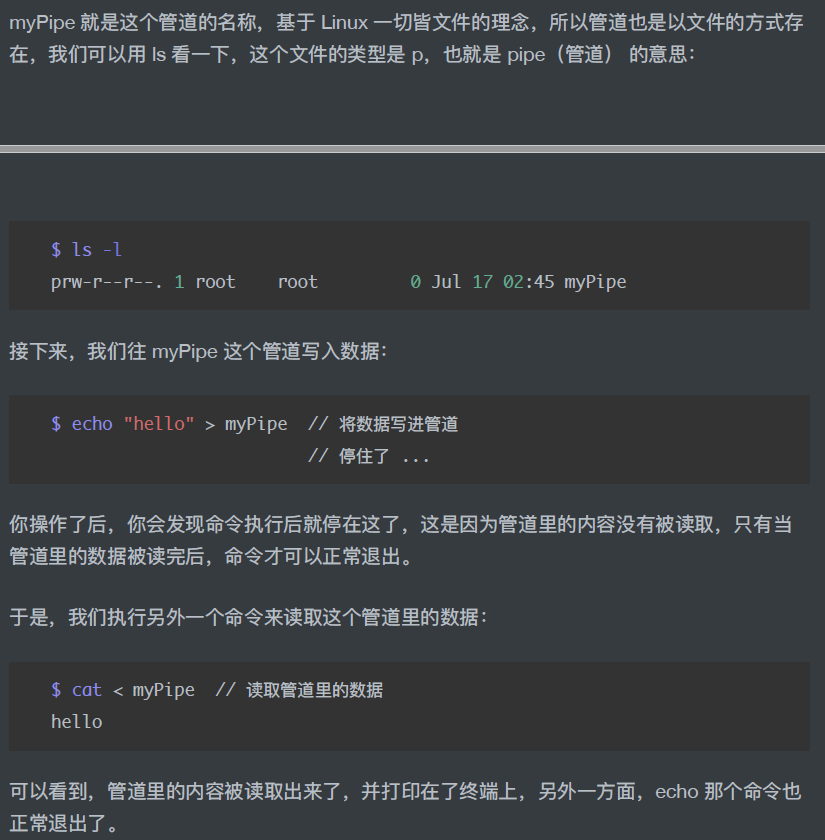 myPipe 就是这个管道的名称，基于 Linux 一切皆文件的理念，所以管道也是以文件的方式存
在，我们可以用 ls 看一下，这个文件的类型是 p，也就是 pipe（管道） 的意思：
$ ls -l
prw-r--r--. 1 root    root         0 Jul 17 02:45 myPipe
接下来，我们往 myPipe 这个管道写入数据：
$ echo "hello" > myPipe  // 将数据写进管道
                         // 停住了 ...
你操作了后，你会发现命令执行后就停在这了，这是因为管道里的内容没有被读取，只有当
管道里的数据被读完后，命令才可以正常退出。
于是，我们执行另外一个命令来读取这个管道里的数据：
$ cat < myPipe  // 读取管道里的数据
hello
可以看到，管道里的内容被读取出来了，并打印在了终端上，另外一方面，echo 那个命令也
正常退出了。